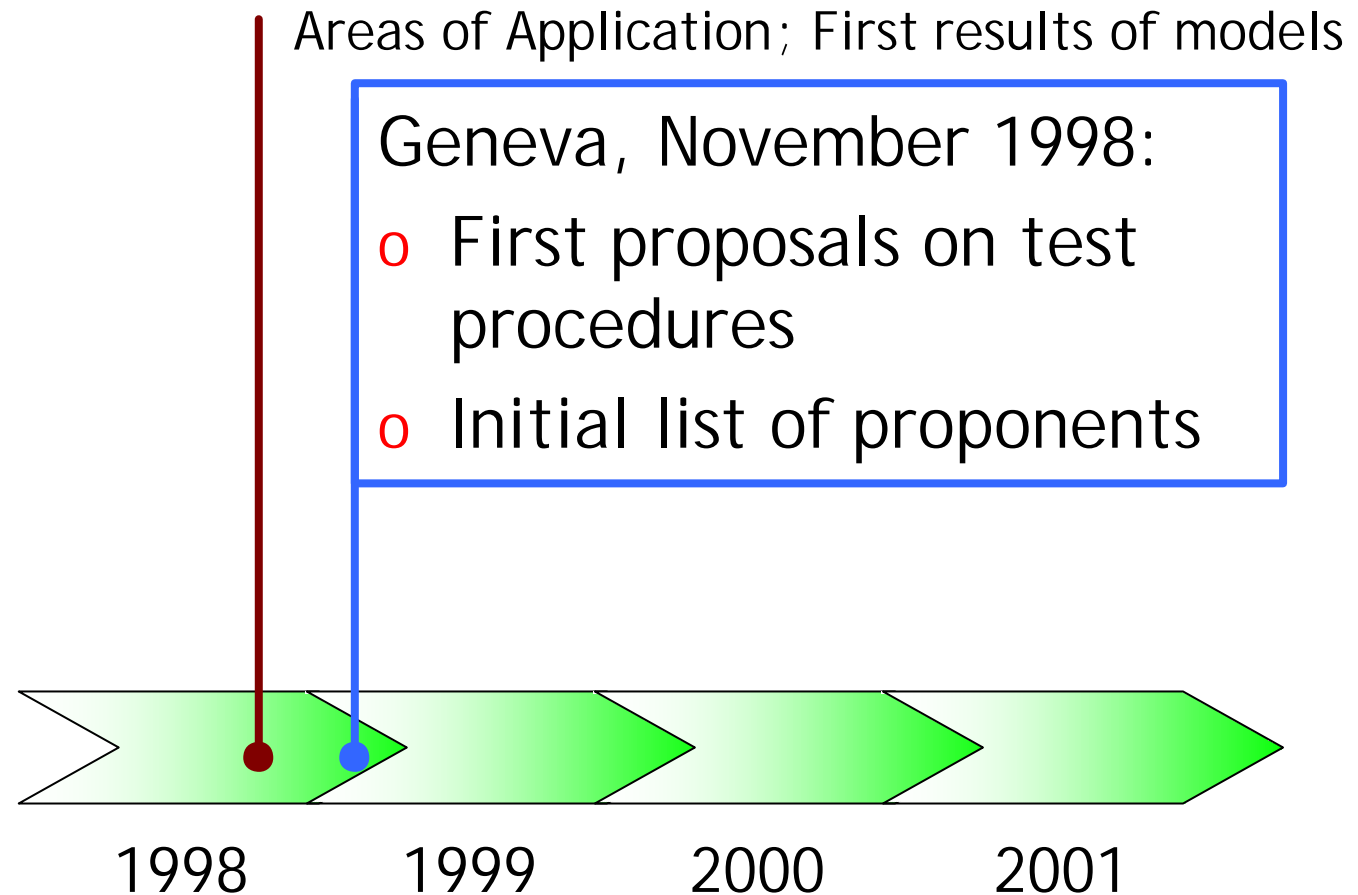 Areas of Application; First results of models
Geneva, November 1998:
o First proposals on test
procedures
o Initial list of proponents
1998 1999 2000 2001